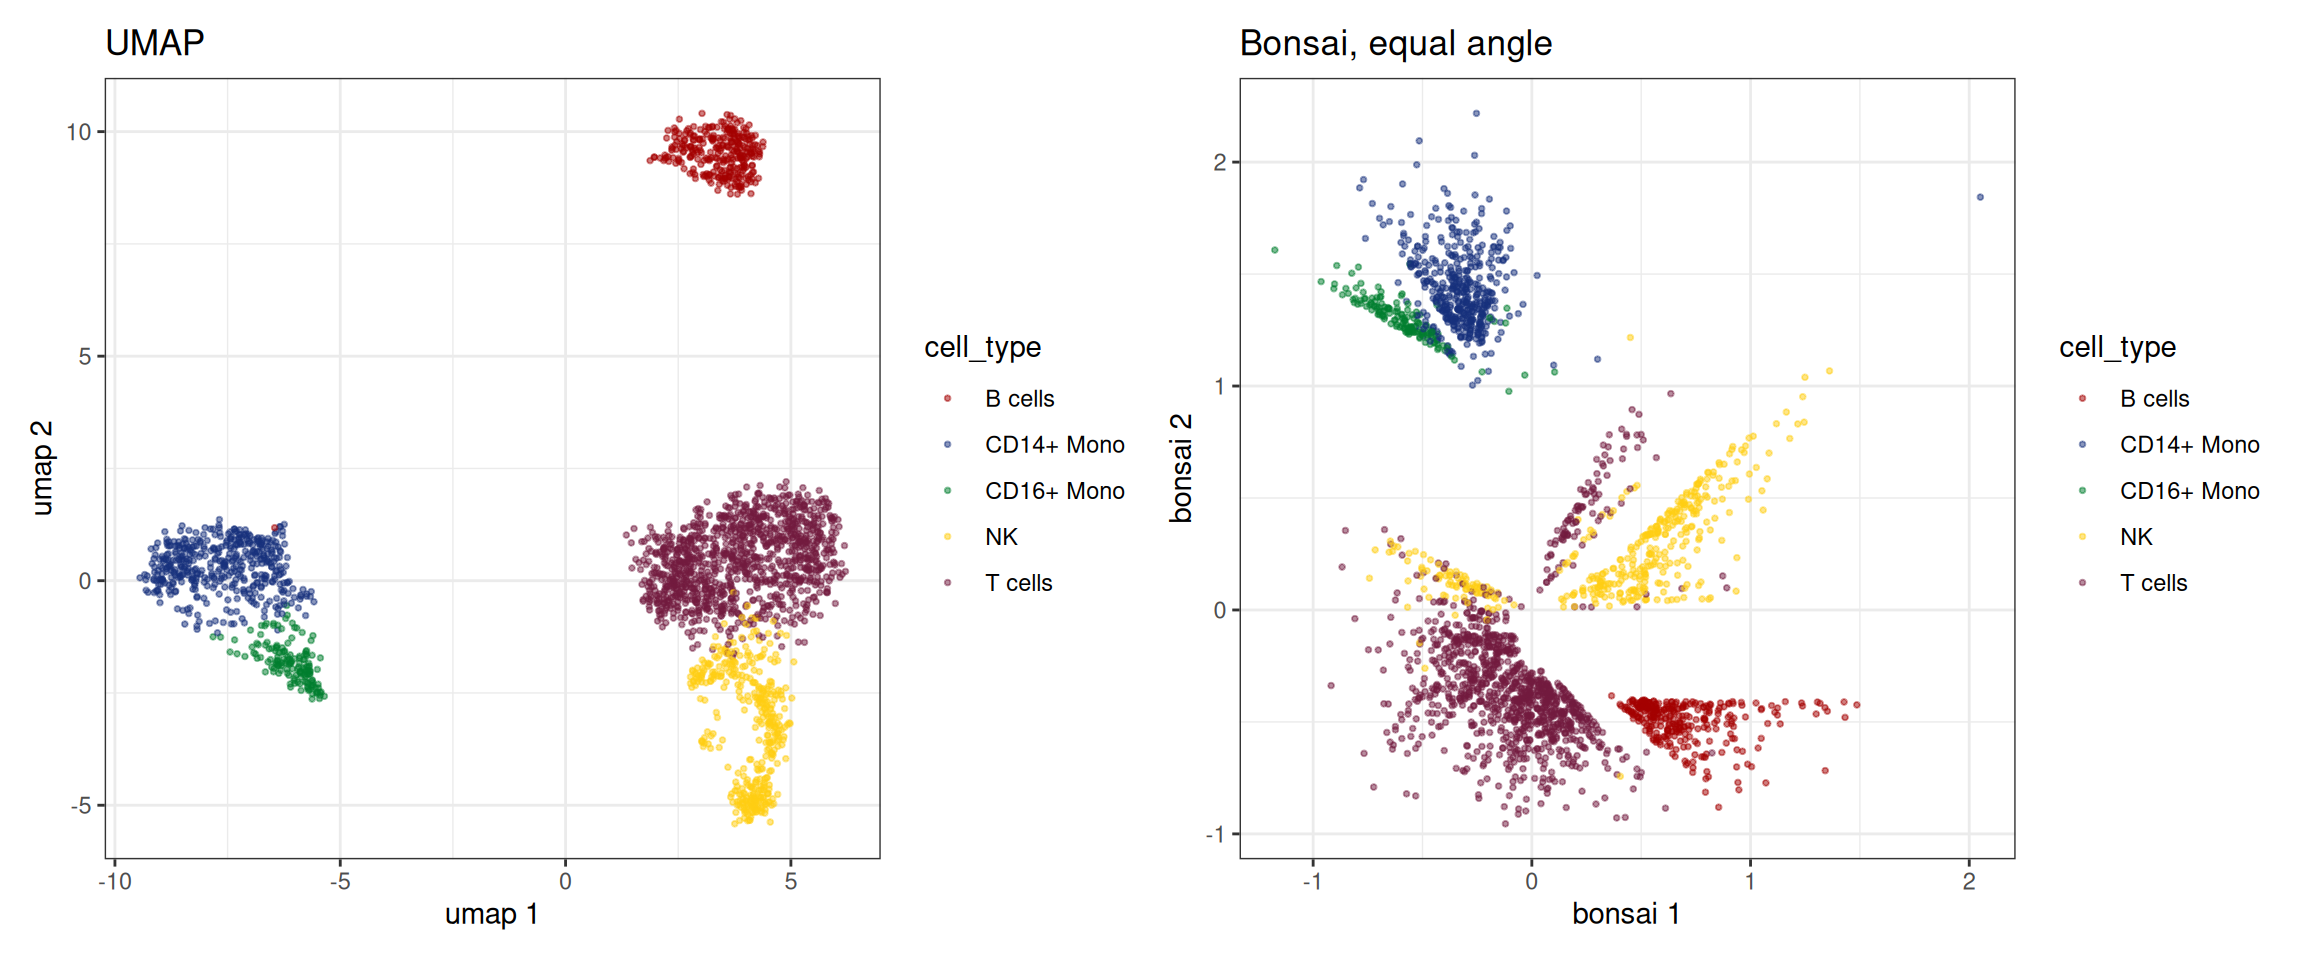 UMAP
10
5
0
-5
-10
-5
0
5
umap 1
umap 2
cell_type
B cells
CD14+ Mono
CD16+ Mono
NK
T cells
Bonsai, equal angle
2
1
0
-1
-1
0
1
2
bonsai 1
bonsai 2
cell_type
B cells
CD14+ Mono
CD16+ Mono
NK
T cells